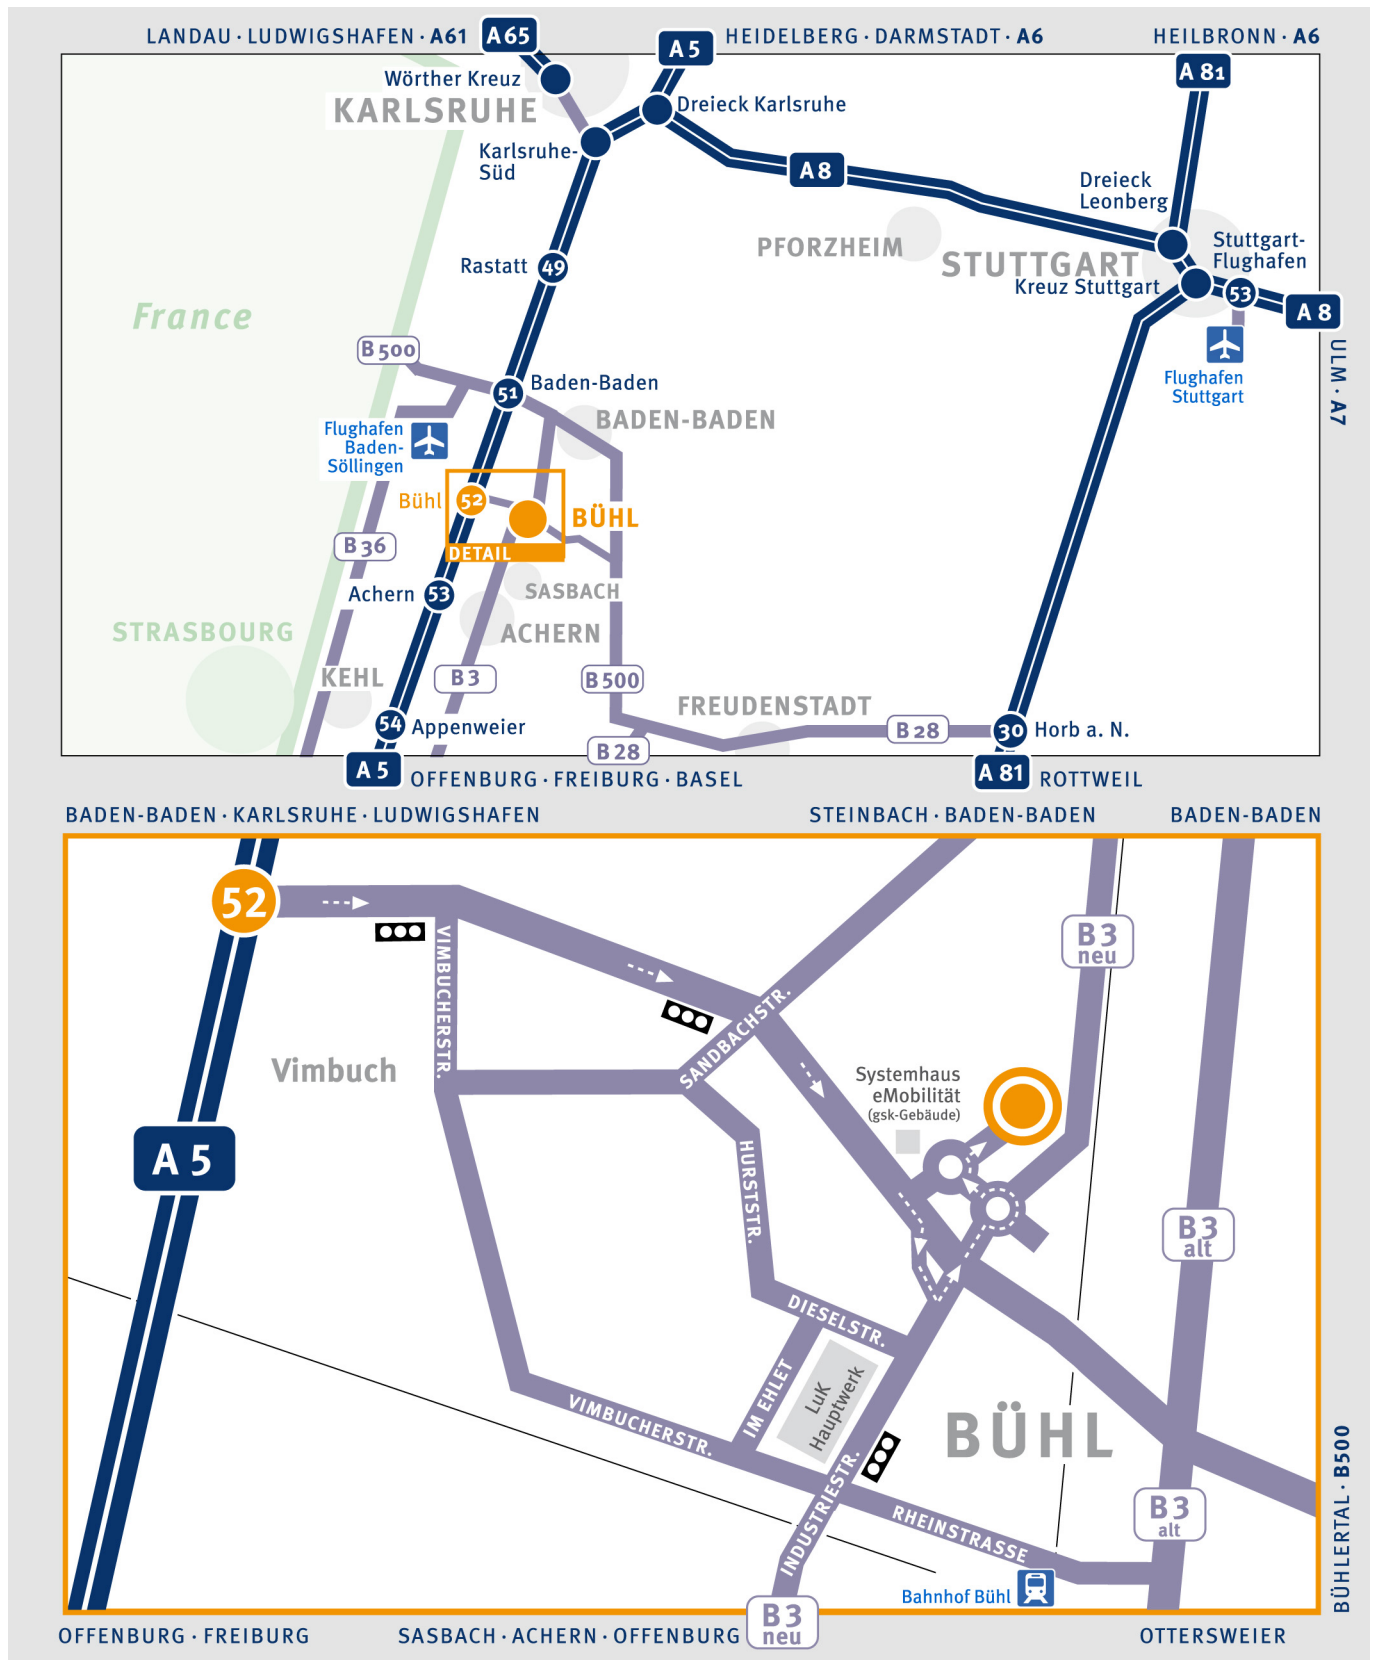 LANDAU · LUDWIGSHAFEN · A61
A65
HEIDELBERG · DARMSTADT · A6
HEILBRONN · A6
A 5
Wörther Kreuz
KARLSRUHE
Dreieck Karlsruhe
A 81
Karlsruhe-
Süd
A 8
Dreieck
Leonberg
PFORZHEIM
STUTTGART
Stuttgart-
Flughafen
Kreuz Stuttgart
53
A 8
Rastatt
49
France
ULM · A7
B 500
Flughafen
Stuttgart
51
Baden-Baden
BADEN-BADEN
Flughafen
Baden-
Söllingen
Bühl
52
BÜHL
B 36
DETAIL
Achern
53
SASBACH
STRASBOURG
ACHERN
KEHL
B 3
B 500
FREUDENSTADT
54
Appenweier
B 28
B 28
30
Horb a. N.
A 5
OFFENBURG · FREIBURG · BASEL
A 81
ROTTWEIL
BADEN-BADEN · KARLSRUHE · LUDWIGSHAFEN
STEINBACH · BADEN-BADEN
BADEN-BADEN
52
VIMBUCHERSTR.
B 3
neu
SANDBACHSTR.
Vimbuch
Systemhaus
eMobilität
(gsk-Gebäude)
A 5
HURSTSTR.
B 3
alt
DIESELSTR.
IM EHLET
LuK
Hauptwerk
VIMBUCHERSTR.
BÜHL
INDUSTRIESTR.
B 3
alt
RHEINSTRASSE
Bahnhof Bühl
BÜHLERTAL · B500
B 3
neu
OFFENBURG · FREIBURG
SASBACH · ACHERN · OFFENBURG
OTTERSWEIER